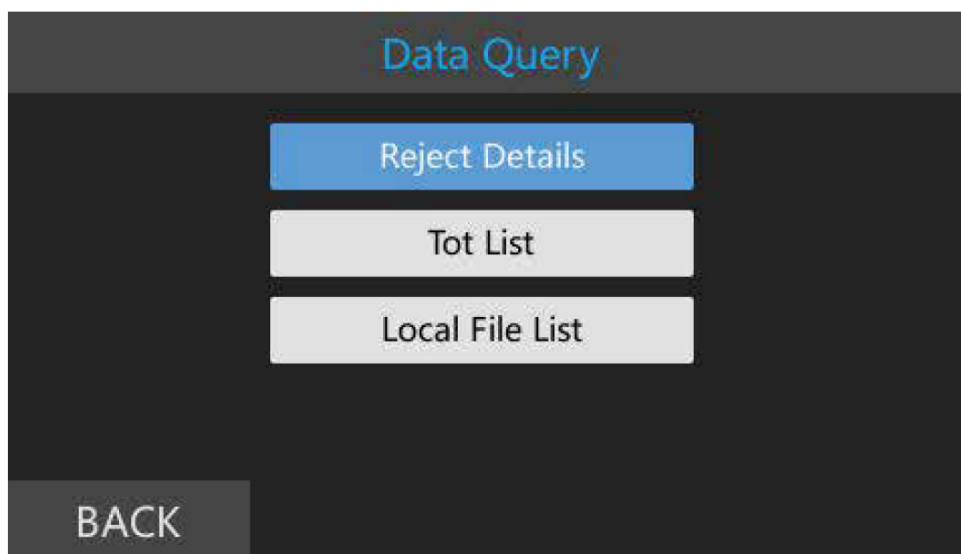 Data Query
Reject Details
Tot List
Local File List
BACK